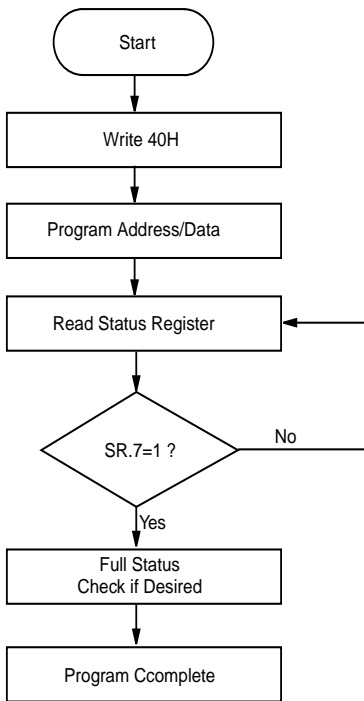 Start
Write 40H
Program Address/Data
Read Status Register
SR.7=1 ?
No
Yes
Full Status
Check if Desired
Program Ccomplete